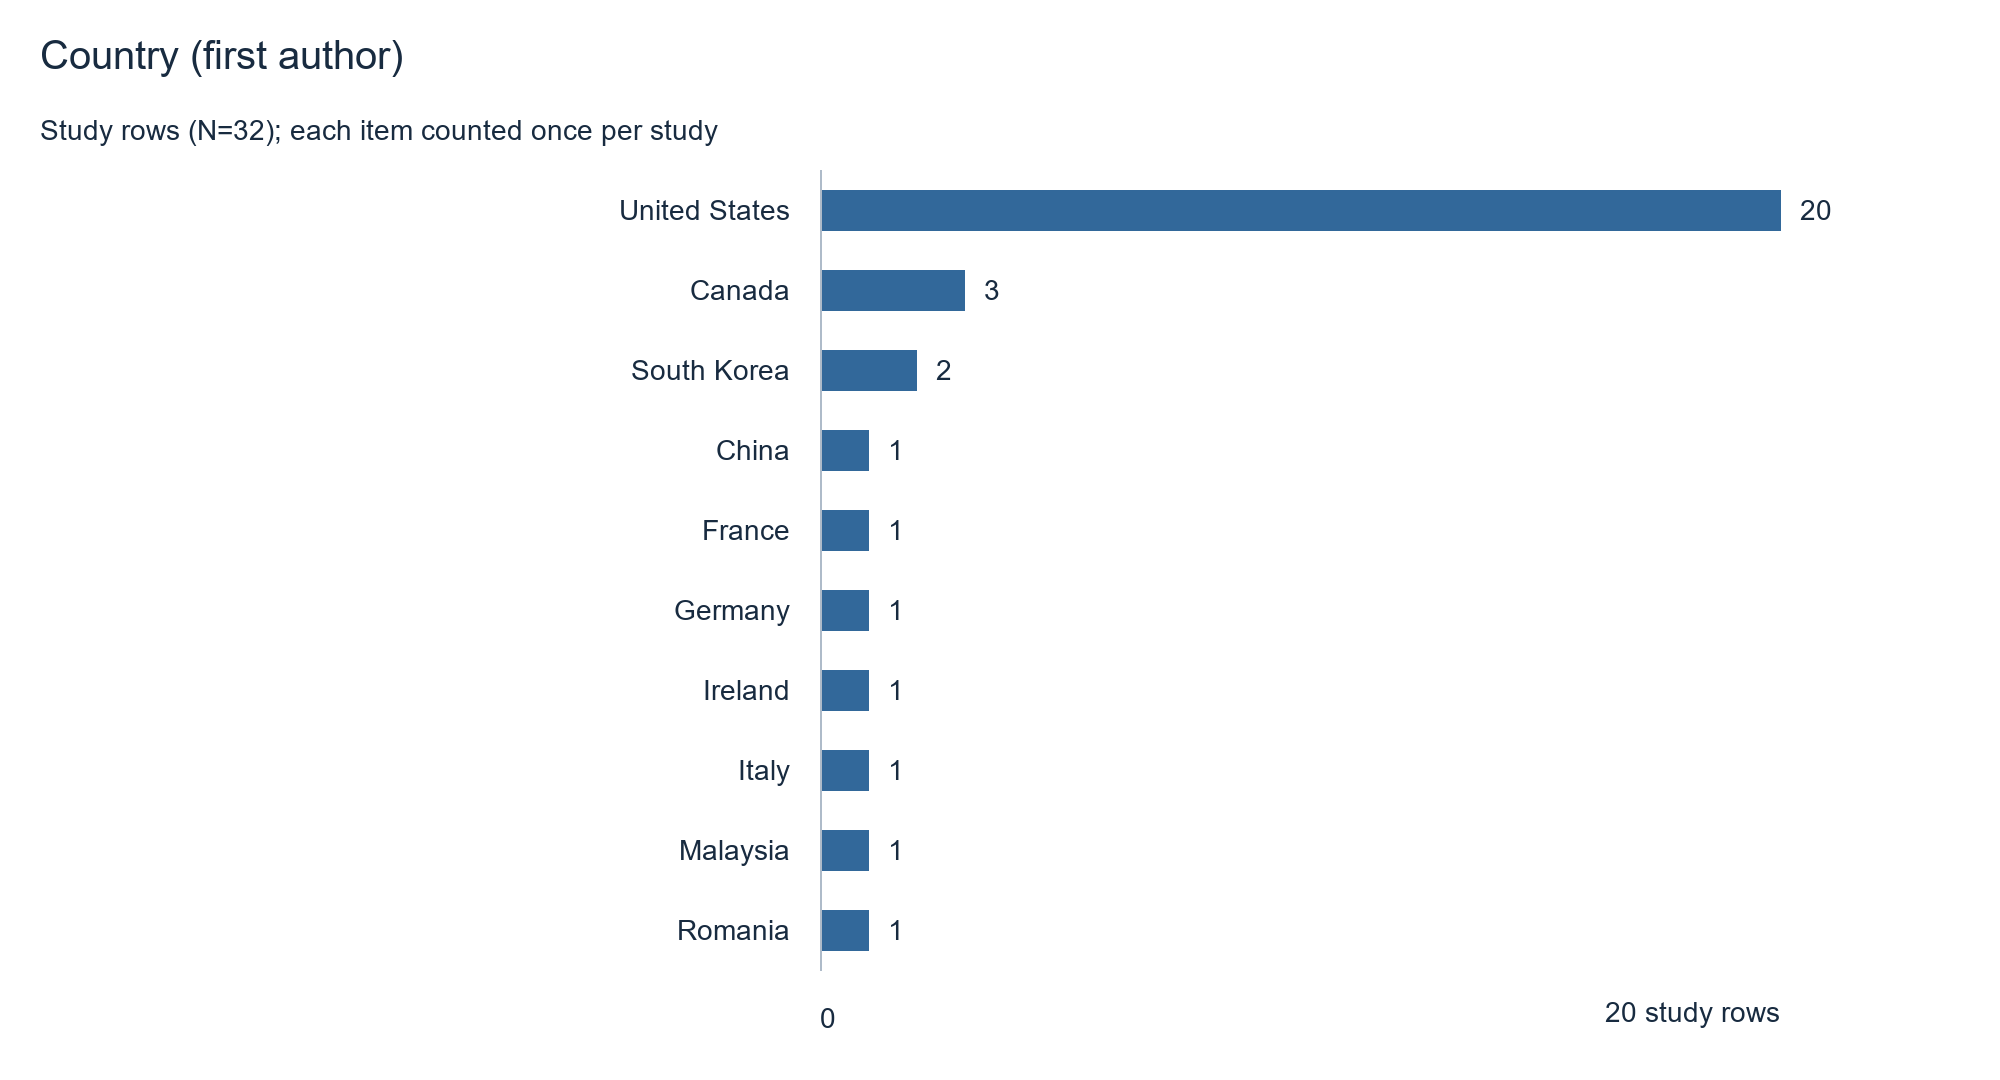 Country (first author)
Study rows (N=32); each item counted once per study
United States 20
Canada 3
South Korea 2
China 1
France 1
Germany 1
Ireland 1
Italy 1
Malaysia 1
Romania 1
0 20 study rows